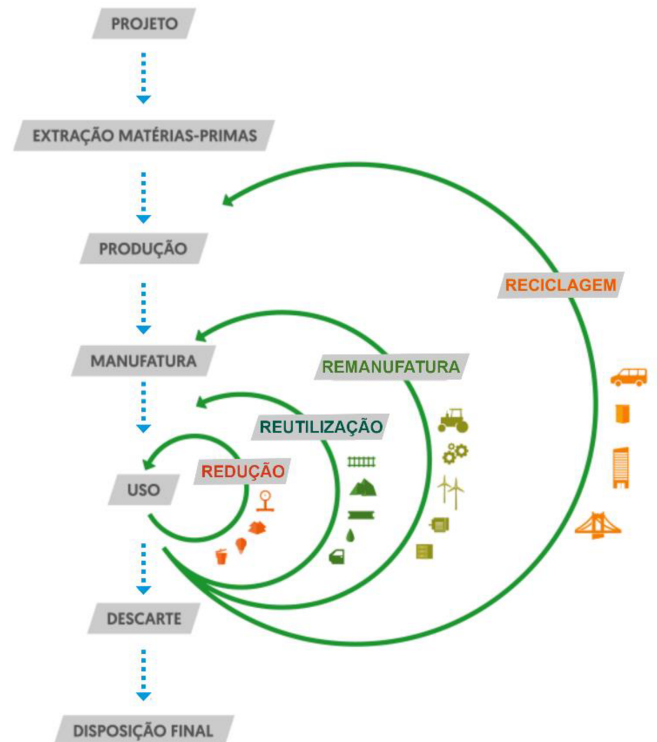 PROJETO
EXTRAÇÃO MATÉRIAS-PRIMAS
PRODUÇÃO
RECICLAGEM
MANUFATURA
REMANUFATURA
REUTILIZAÇÃO
REDUÇÃO
USO
DESCARTE
DISPOSIÇÃO FINAL